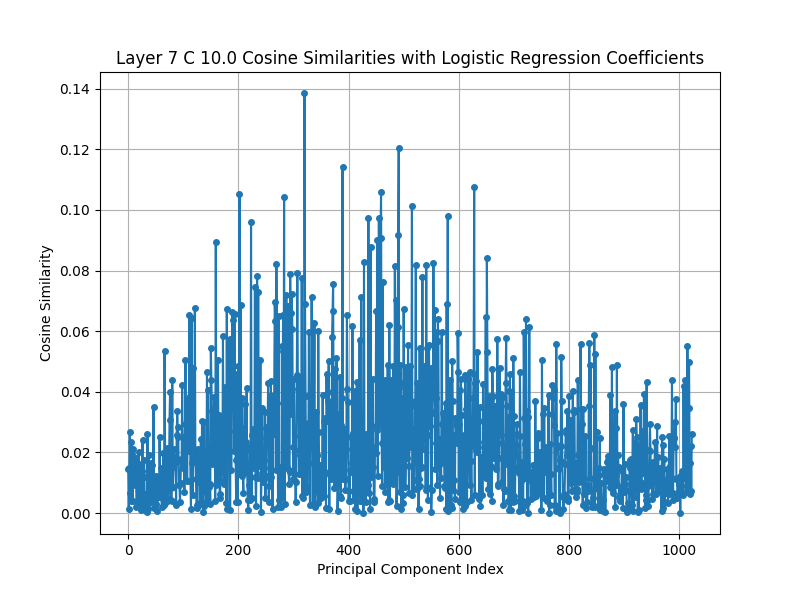 Layer 7 C 10.0 Cosine Similarities with Logistic Regression Coefficients
0.14
0.12
0.10
0.08
0.06
0.04
0.02
0.00
Cosine Similarity
0 200 400 600 800 1000
Principal Component Index